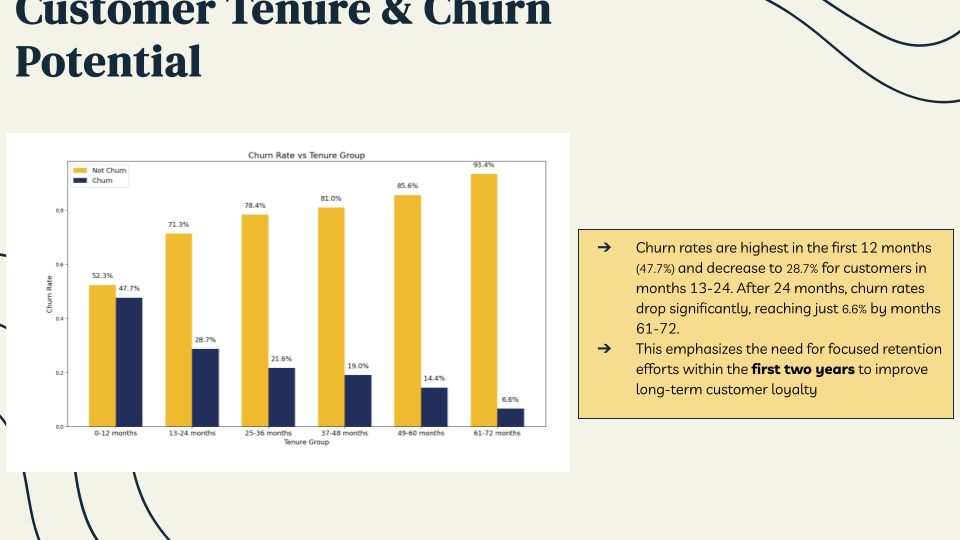 Customer Tenure & Churn
Potential
Churn Rate vs Tenure Group
Not Churn
Churn
Churn Rate
0.8
0.6
0.4
0.2
0.0
52.3%
47.7%
71.3%
28.7%
78.4%
21.6%
81.0%
19.0%
85.6%
14.4%
93.4%
6.6%
0-12 months
13-24 months
25-36 months
37-48 months
49-60 months
61-72 months
Tenure Group
➔ Churn rates are highest in the first 12 months
(47.7%) and decrease to 28.7% for customers in
months 13-24. After 24 months, churn rates
drop significantly, reaching just 6.6% by months
61-72.
➔ This emphasizes the need for focused retention
efforts within the first two years to improve
long-term customer loyalty